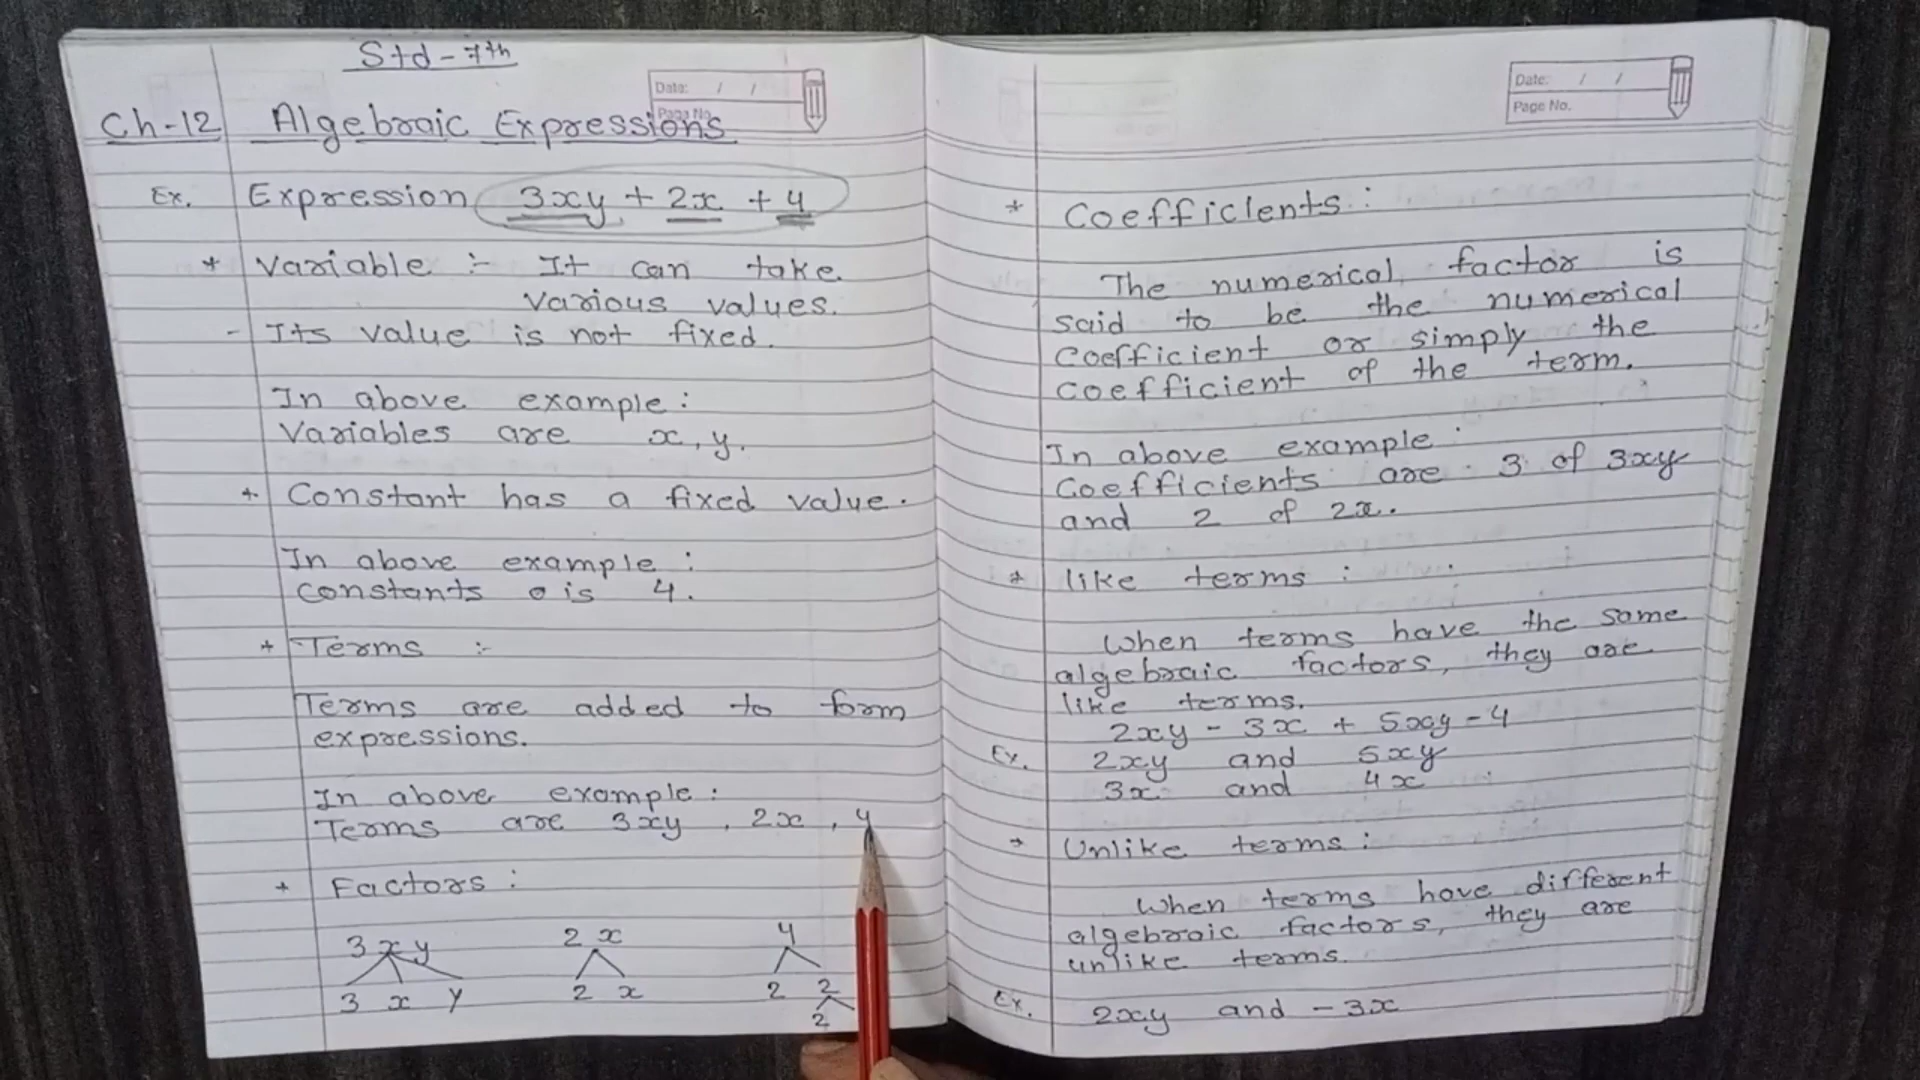 Std - 7th
Date: / /
Page No.
Ch-12 Algebraic Expressions
Ex. Expression 3xy + 2x + 4
* Variable :- It can take
various values.
- Its value is not fixed.
In above example :
Variables are x, y.
* Constant has a fixed value.
In above example :
constants is 4.
* Terms :-
Terms are added to form
expressions.
In above example :
Terms are 3xy , 2x , 4
* Factors :
3xy 2x 4
3 x y 2 x 2 2
2
Date: / /
Page No.
* Coefficients :
The numerical factor is
said to be the numerical
coefficient or simply the
coefficient of the term.
In above example :
Coefficients are 3 of 3xy
and 2 of 2x.
* like terms :
When terms have the same
algebraic factors, they are
like terms.
2xy - 3x + 5xy - 4
Ex. 2xy and 5xy
3x and 4x
* Unlike terms :
When terms have different
algebraic factors, they are
unlike terms.
Ex. 2xy and - 3x